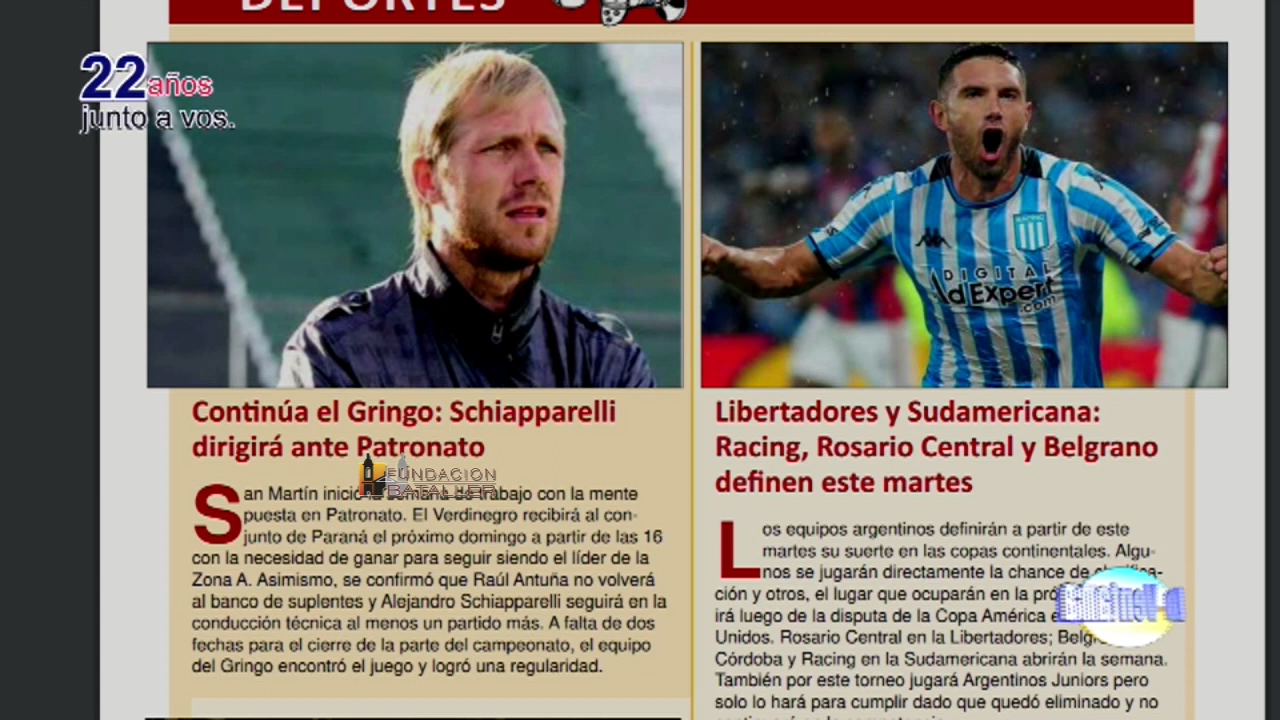 DEPORTES
22 años
junto a vos.
RACING
DIGITAL
dExpert
.com
Continúa el Gringo: Schiapparelli
dirigirá ante Patronato
FUNDACION
BATALLER
San Martín inició la semana de trabajo con la mente
puesta en Patronato. El Verdinegro recibirá al con-
junto de Paraná el próximo domingo a partir de las 16
con la necesidad de ganar para seguir siendo el líder de la
Zona A. Asimismo, se confirmó que Raúl Antuña no volverá
al banco de suplentes y Alejandro Schiapparelli seguirá en la
conducción técnica al menos un partido más. A falta de dos
fechas para el cierre de la parte del campeonato, el equipo
del Gringo encontró el juego y logró una regularidad.
Libertadores y Sudamericana:
Racing, Rosario Central y Belgrano
definen este martes
Los equipos argentinos definirán a partir de este
martes su suerte en las copas continentales. Algu-
nos se jugarán directamente la chance de clasifica-
ción y otros, el lugar que ocuparán en la
irá luego de la disputa de la Copa América
Unidos. Rosario Central en la Libertadores;
Córdoba y Racing en la Sudamericana abrirán la semana.
También por este torneo jugará Argentinos Juniors pero
solo lo hará para cumplir dado que quedó eliminado y no